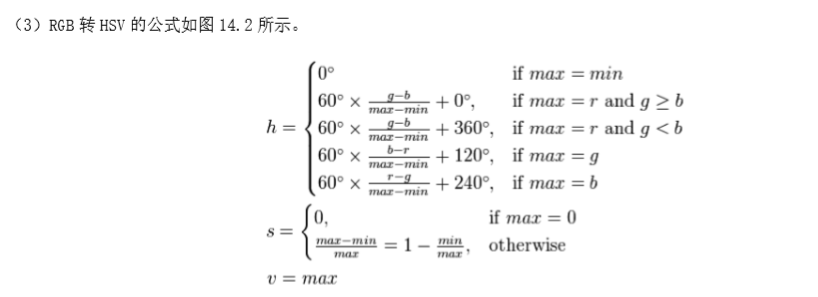 （3）RGB 转 HSV 的公式如图 14.2 所示。
h = { 0° if max = min
60° × (g−b)/(max−min) + 0°, if max = r and g ≥ b
60° × (g−b)/(max−min) + 360°, if max = r and g < b
60° × (b−r)/(max−min) + 120°, if max = g
60° × (r−g)/(max−min) + 240°, if max = b
s = { 0, if max = 0
(max−min)/max = 1 − min/max, otherwise
v = max